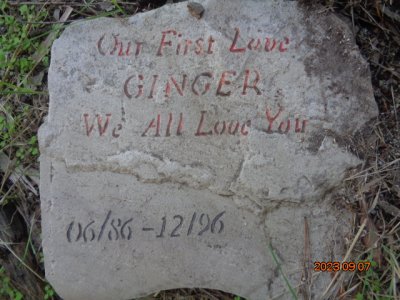 Our First Love
GINGER
We All Love You
06/86-12/96
2023.09.07